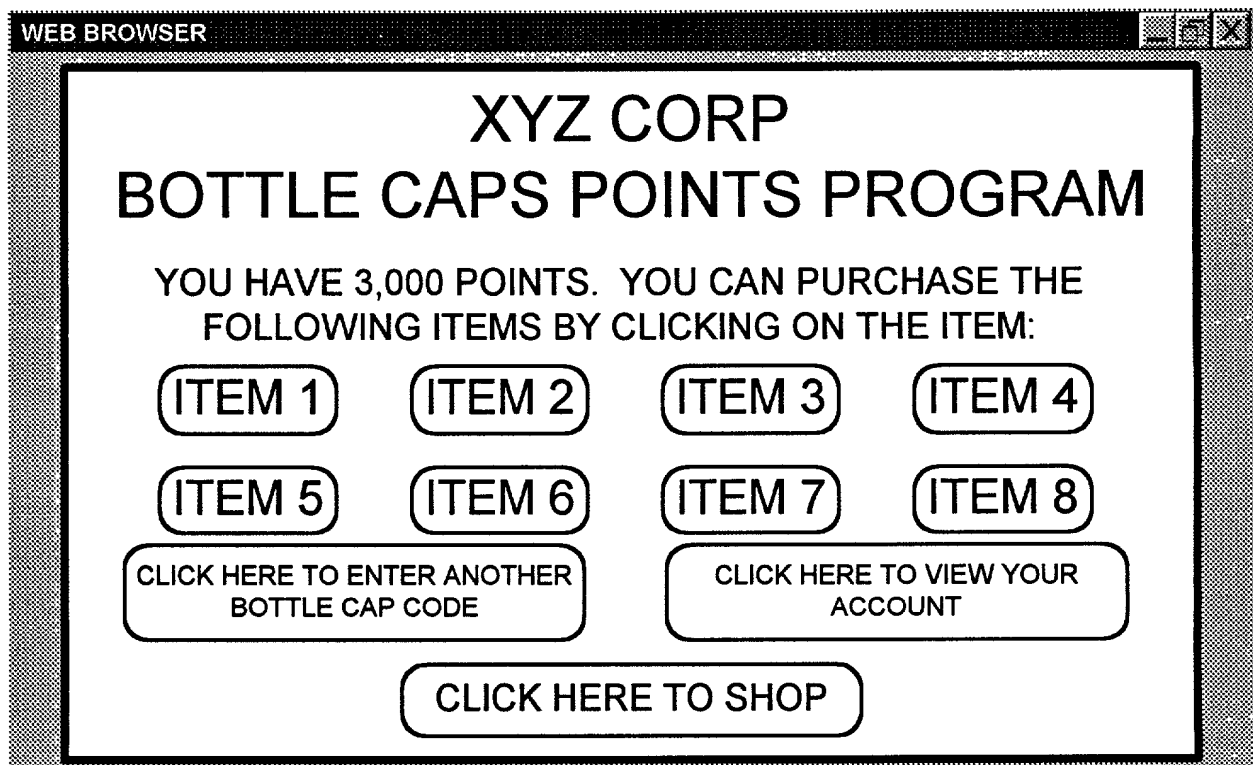 WEB BROWSER
XYZ CORP
BOTTLE CAPS POINTS PROGRAM
YOU HAVE 3,000 POINTS. YOU CAN PURCHASE THE
FOLLOWING ITEMS BY CLICKING ON THE ITEM:
ITEM 1 ITEM 2 ITEM 3 ITEM 4
ITEM 5 ITEM 6 ITEM 7 ITEM 8
CLICK HERE TO ENTER ANOTHER
BOTTLE CAP CODE
CLICK HERE TO VIEW YOUR
ACCOUNT
CLICK HERE TO SHOP